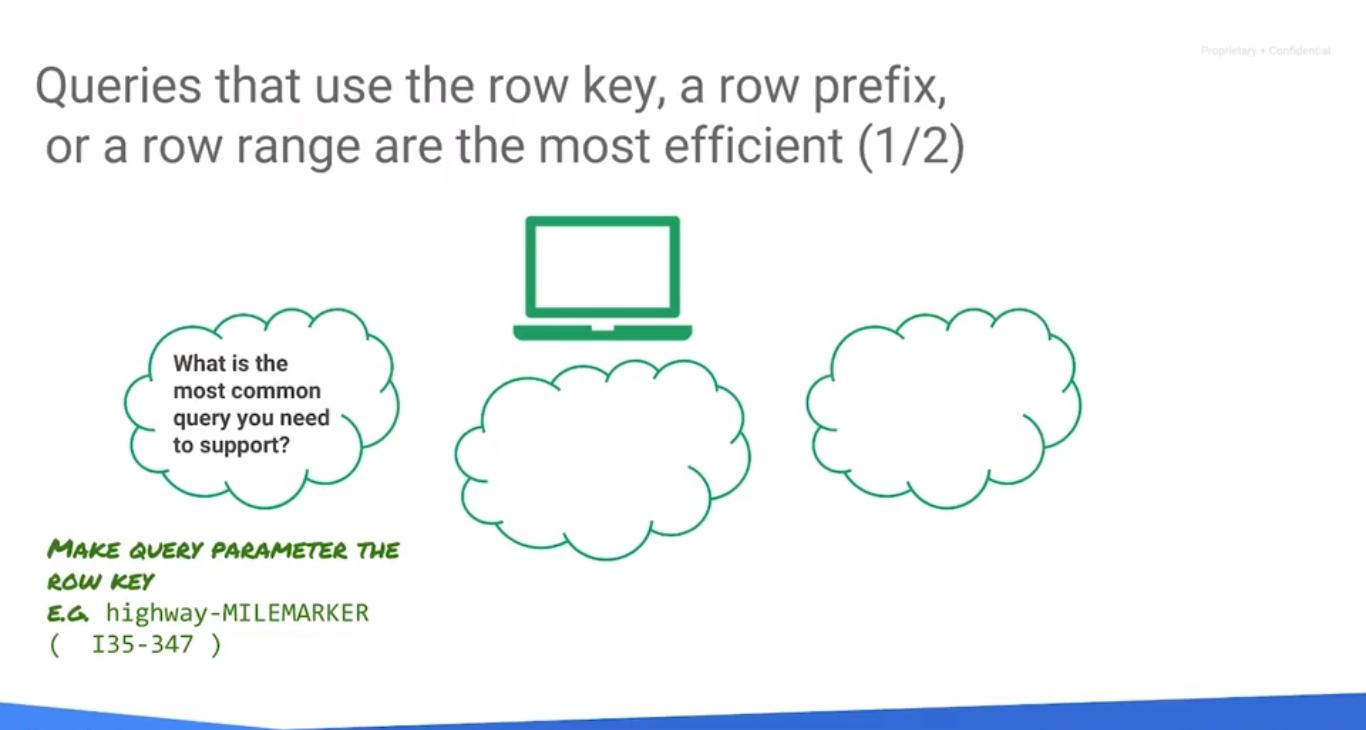 Proprietary + Confidential
Queries that use the row key, a row prefix,
or a row range are the most efficient (1/2)
What is the
most common
query you need
to support?
MAKE QUERY PARAMETER THE
ROW KEY
E.G. highway-MILEMARKER
( I35-347 )